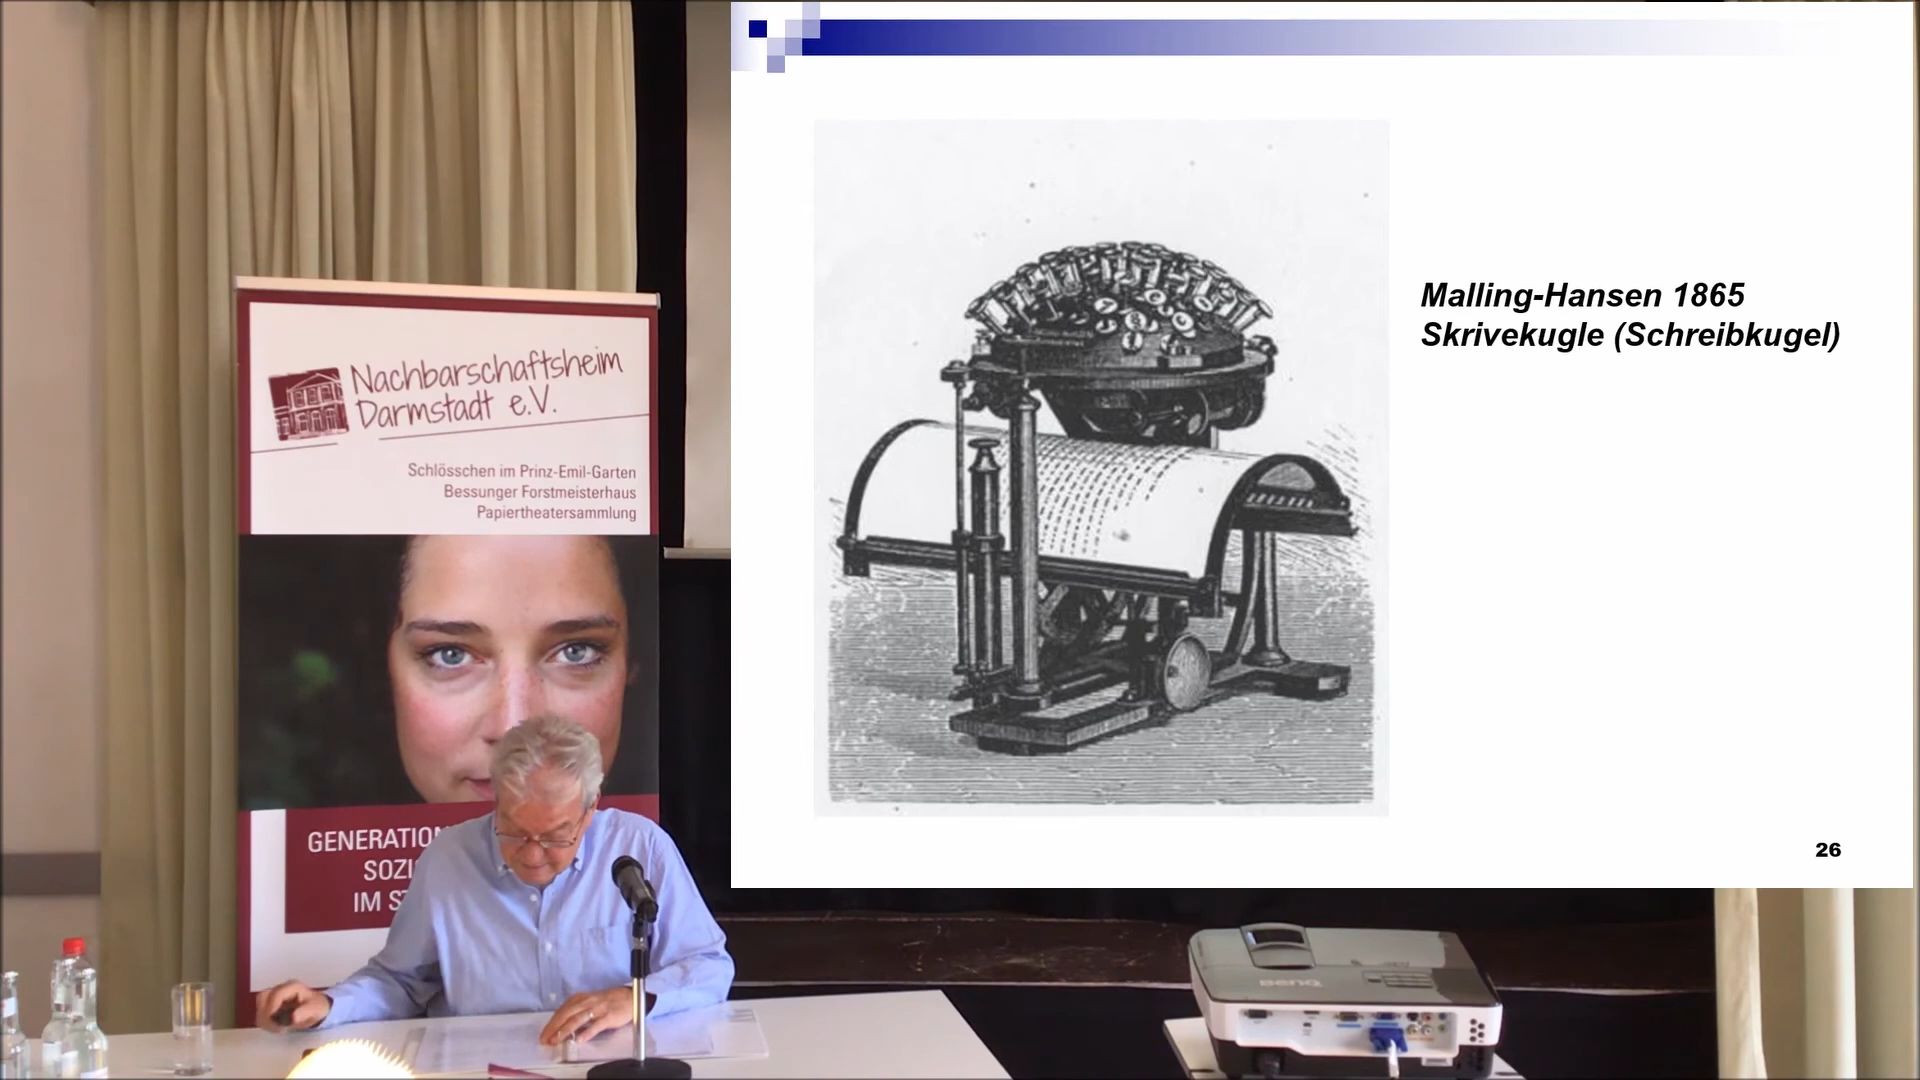 Nachbarschaftsheim
Darmstadt e.V.
Schlösschen im Prinz-Emil-Garten
Bessunger Forstmeisterhaus
Papiertheatersammlung
GENERATION
SOZI
IM
Malling-Hansen 1865
Skrivekugle (Schreibkugel)
26
BenQ